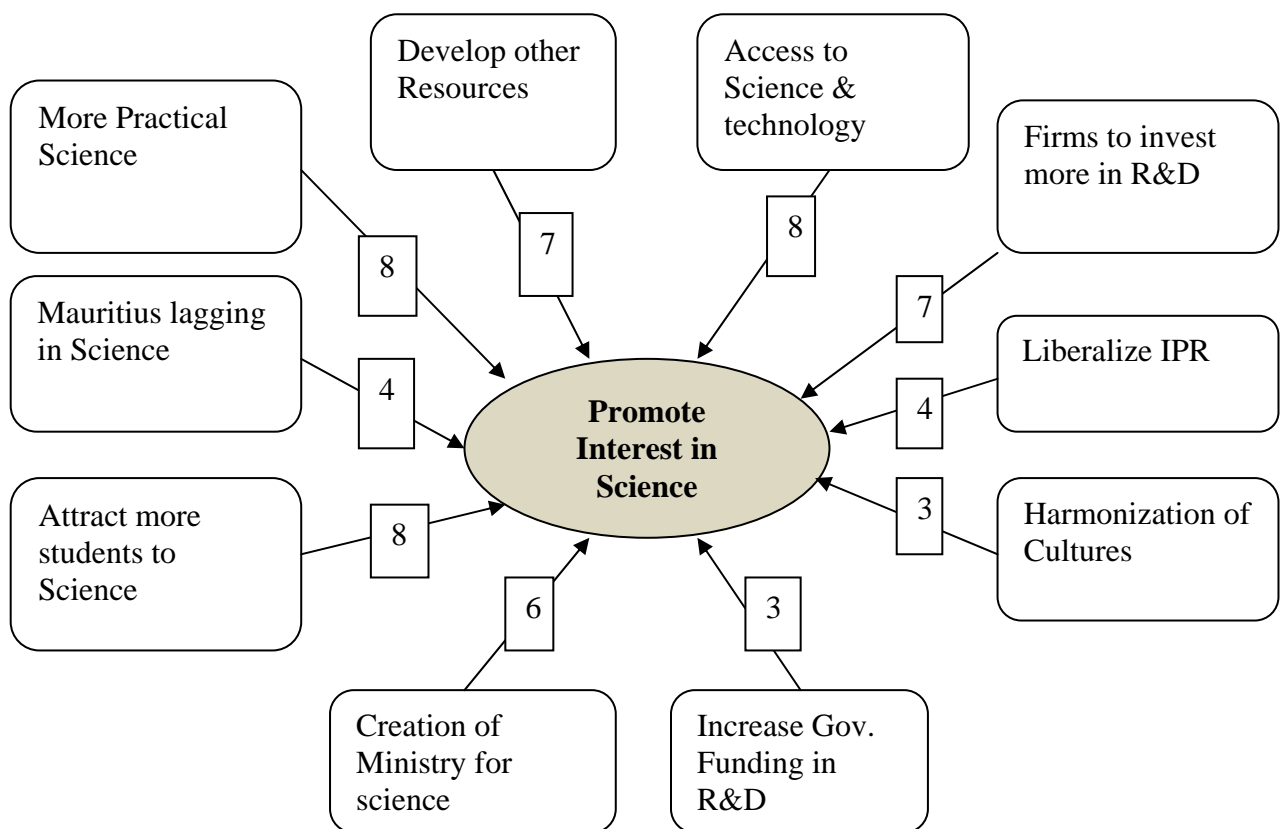 Develop other
Resources
Access to
Science &
technology
More Practical
Science
Firms to invest
more in R&D
8
7
8
7
Mauritius lagging
in Science
4
Promote
Interest in
Science
4
Liberalize IPR
Attract more
students to
Science
8
3
Harmonization of
Cultures
6
3
Creation of
Ministry for
science
Increase Gov.
Funding in
R&D